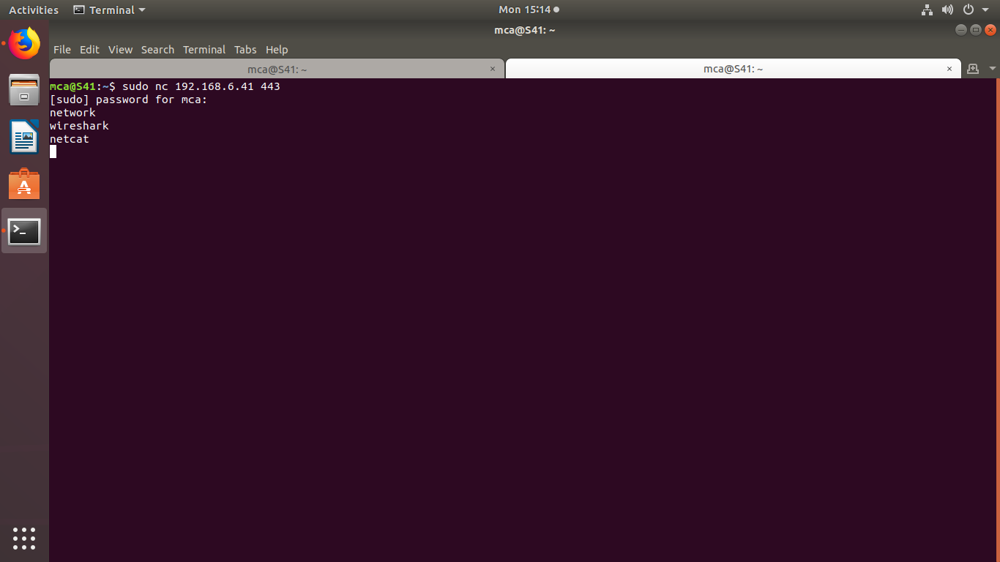 Activities Terminal Mon 15:14
mca@S41: ~
File Edit View Search Terminal Tabs Help
mca@S41: ~ × mca@S41: ~ ×
mca@S41:~$ sudo nc 192.168.6.41 443
[sudo] password for mca:
network
wireshark
netcat